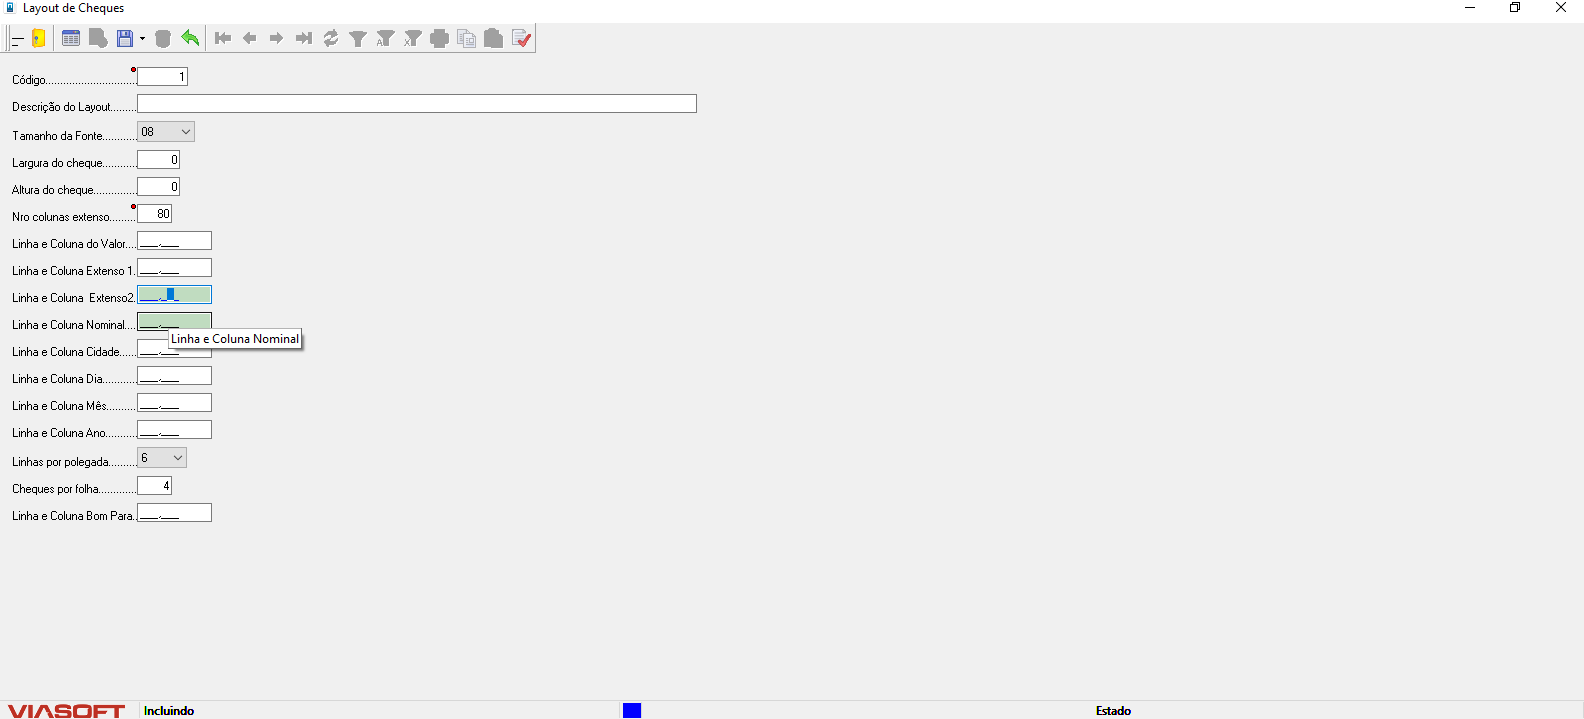 Layout de Cheques
Código............................... 1
Descrição do Layout.........
Tamanho da Fonte............ 08
Largura do cheque............ 0
Altura do cheque............... 0
Nro colunas extenso......... 80
Linha e Coluna do Valor.... ___,___
Linha e Coluna Extenso 1. ___,___
Linha e Coluna  Extenso2. ___,___
Linha e Coluna Nominal.... ___,___
Linha e Coluna Nominal
Linha e Coluna Cidade...... ___,___
Linha e Coluna Dia............ ___,___
Linha e Coluna Mês.......... ___,___
Linha e Coluna Ano........... ___,___
Linhas por polegada.......... 6
Cheques por folha............. 4
Linha e Coluna Bom Para.. ___,___
VIASOFT Incluindo Estado